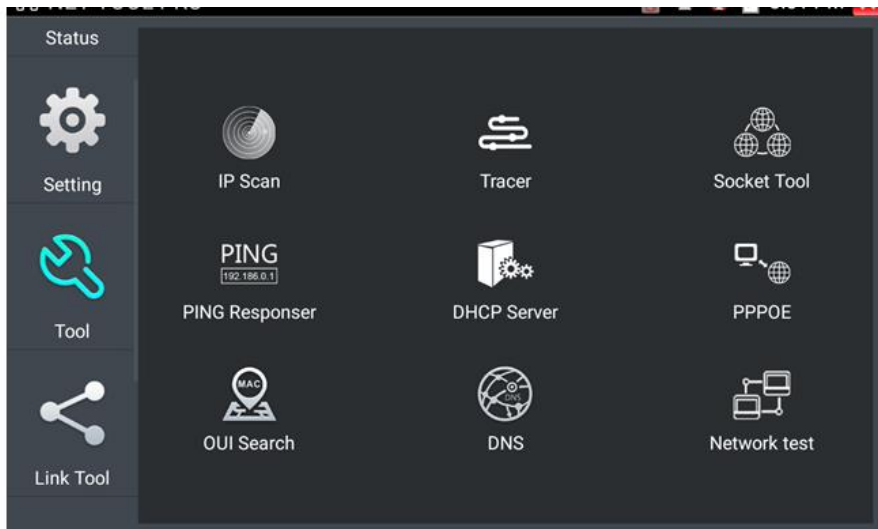 Status
Setting
Tool
Link Tool
IP Scan
Tracer
Socket Tool
PING
192.186.0.1
PING Responser
DHCP Server
PPPOE
MAC
OUI Search
DNS
DNS
Network test